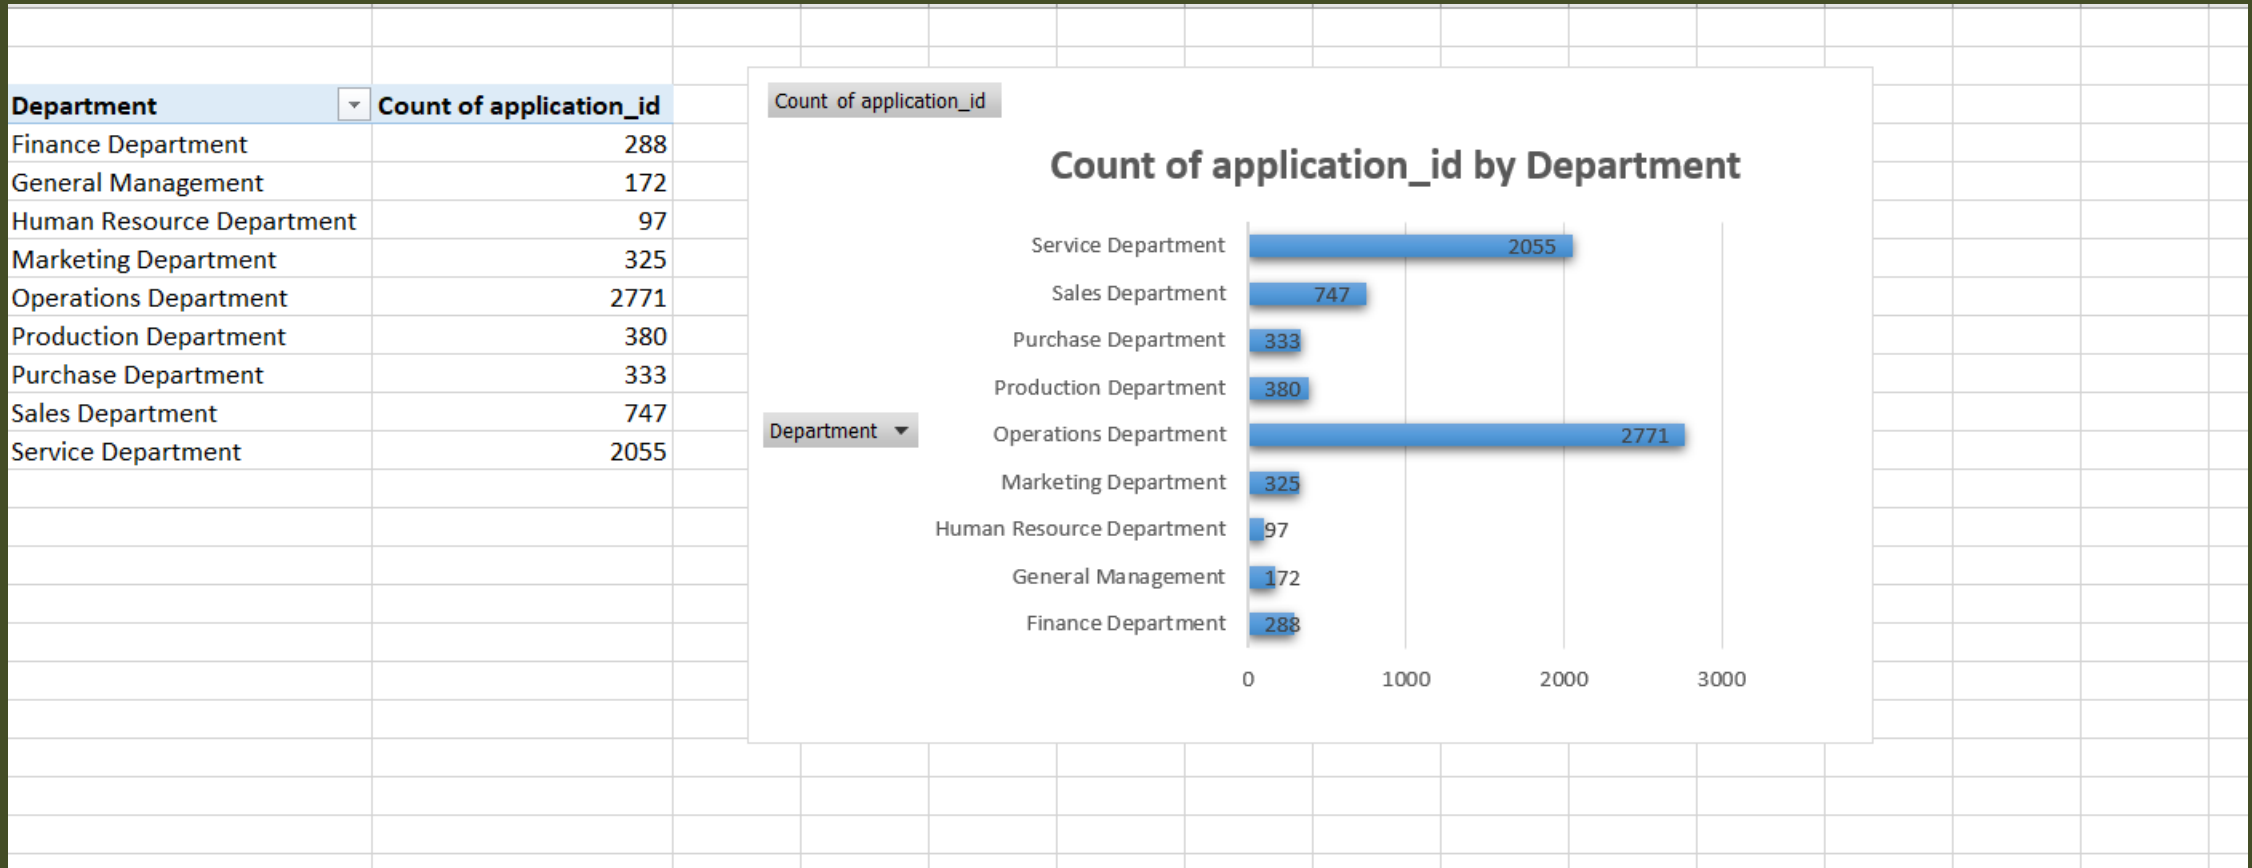 Department Count of application_id
Finance Department 288
General Management 172
Human Resource Department 97
Marketing Department 325
Operations Department 2771
Production Department 380
Purchase Department 333
Sales Department 747
Service Department 2055
Count of application_id
Count of application_id by Department
Service Department 2055
Sales Department 747
Purchase Department 333
Production Department 380
Department
Operations Department 2771
Marketing Department 325
Human Resource Department 97
General Management 172
Finance Department 288
0 1000 2000 3000